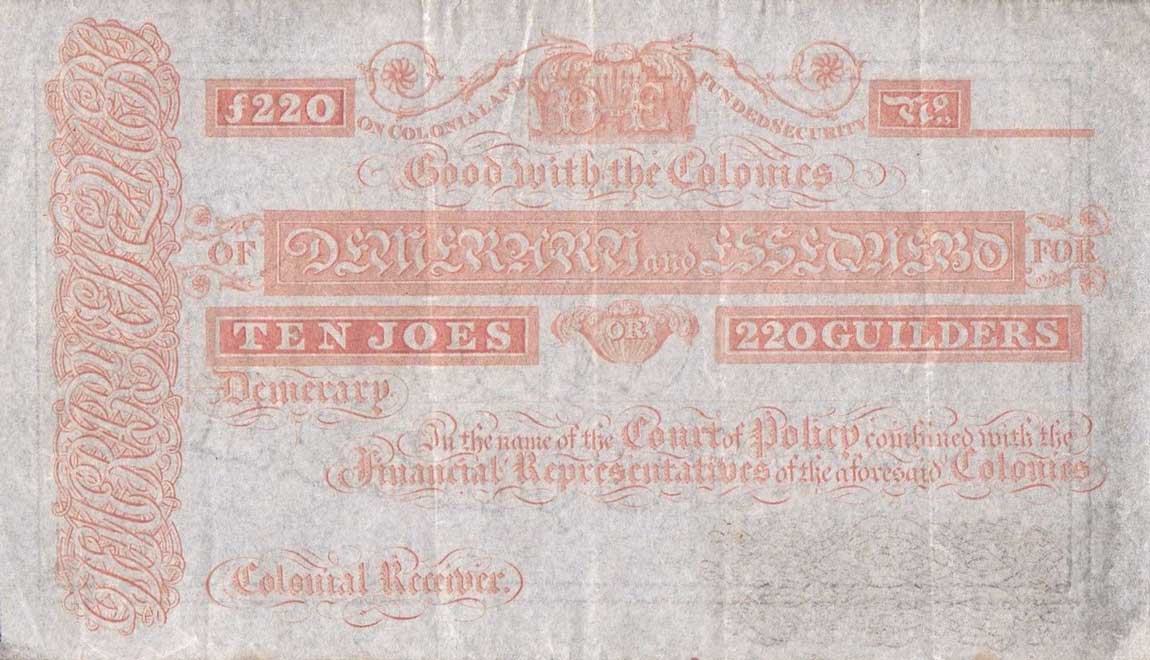 ƒ220
ON COLONIAL AND
D E
FUNDED SECURITY
No.
Good with the Colonies
OF DEMERARY and ESSEQUEBO FOR
TEN JOES OR 220 GUILDERS
Demerary
In the name of the Court of Policy combined with the
Financial Representatives of the aforesaid Colonies
Colonial Receiver.